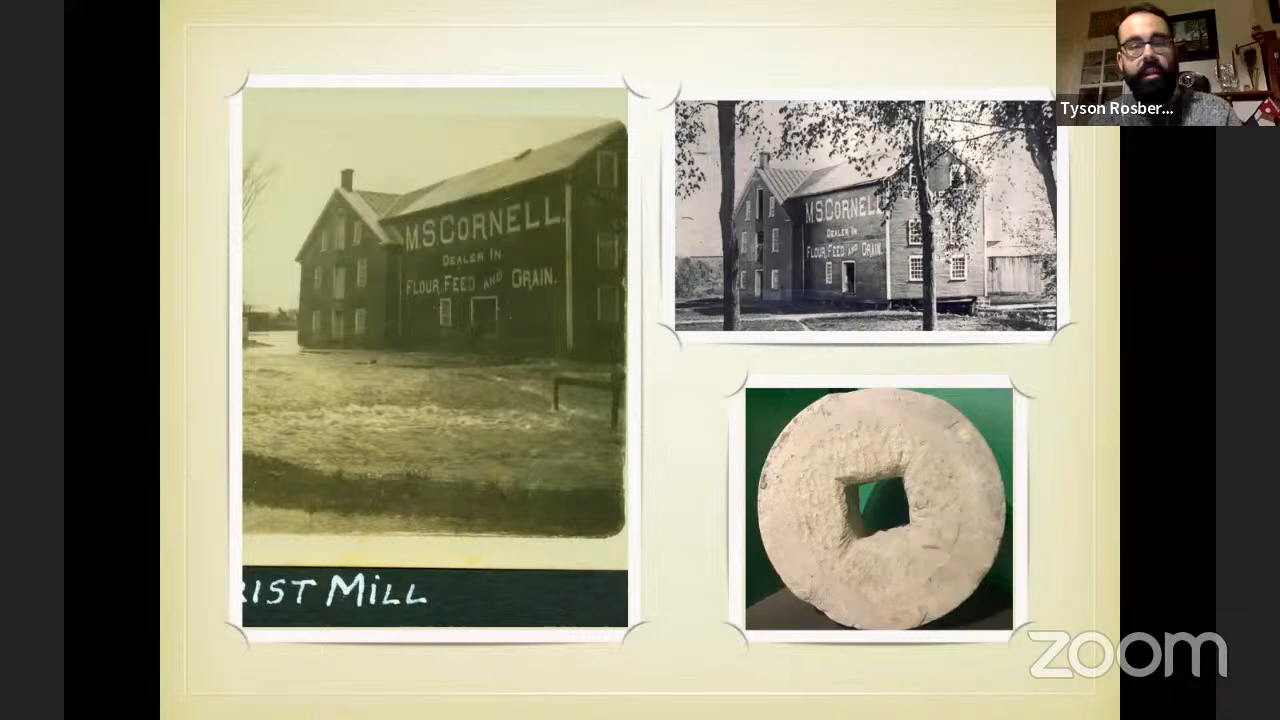 Tyson Rosber...
M S CORNELL.
DEALER IN
FLOUR, FEED AND GRAIN.
M.S. CORNELL
DEALER IN
FLOUR, FEED AND GRAIN.
RIST MILL
zoom